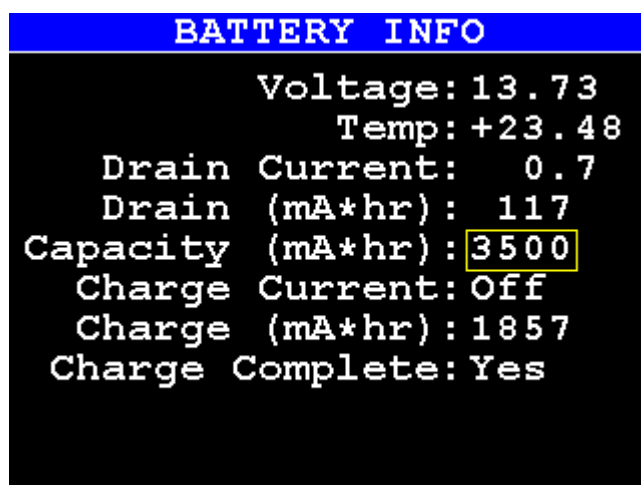 BATTERY INFO
Voltage:13.73
Temp:+23.48
Drain Current: 0.7
Drain (mA*hr): 117
Capacity (mA*hr):3500
Charge Current:Off
Charge (mA*hr):1857
Charge Complete:Yes